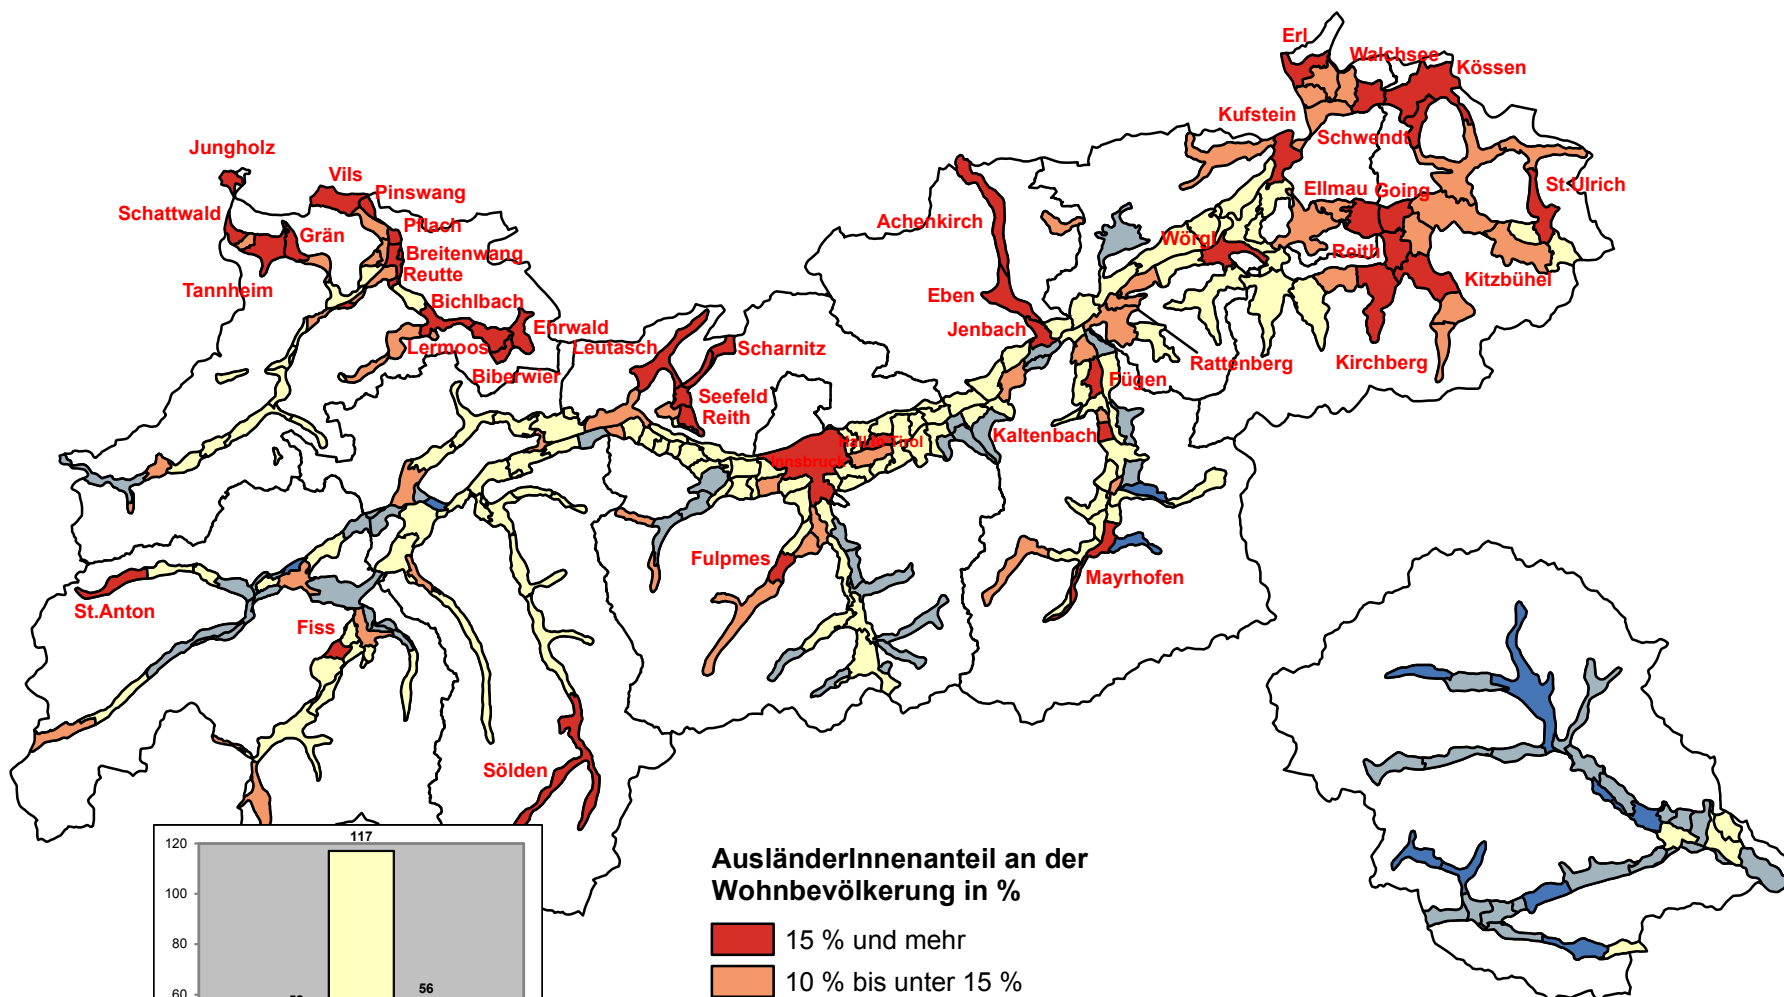 Erl
Walchsee
Kössen
Kufstein
Schwendt
Jungholz
Vils
Pinswang
Schattwald
Pflach
Grän
Breitenwang
Reutte
Tannheim
Bichlbach
Ehrwald
Lermoos
Biberwier
Leutasch
Scharnitz
Seefeld
Reith
Achenkirch
Eben
Jenbach
Wörgl
Ellmau
Going
St.Ulrich
Reith
Kitzbühel
Kirchberg
Rattenberg
Fügen
Kaltenbach
Hall in Tirol
Innsbruck
Fulpmes
Mayrhofen
St.Anton
Fiss
Sölden
117
120
100
80
60
56
AusländerInnenanteil an der
Wohnbevölkerung in %
15 % und mehr
10 % bis unter 15 %